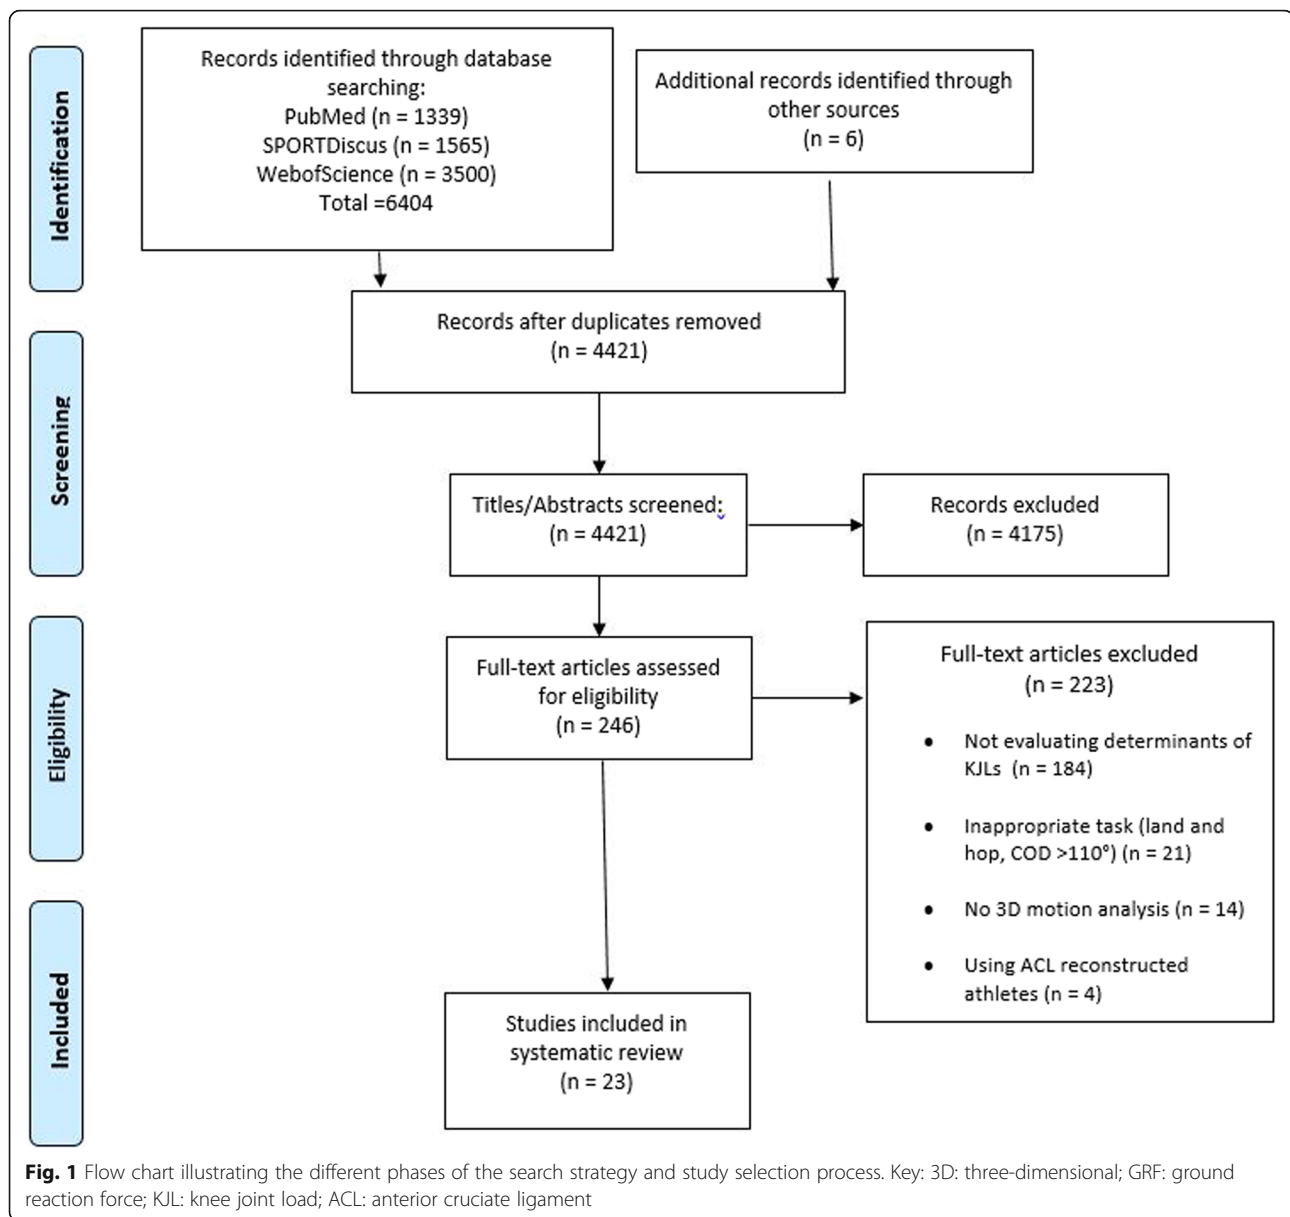 Identification
Records identified through database
searching:
PubMed (n = 1339)
SPORTDiscus (n = 1565)
WebofScience (n = 3500)
Total =6404
Additional records identified through
other sources
(n = 6)
Records after duplicates removed
(n = 4421)
Screening
Titles/Abstracts screened:
(n = 4421)
Records excluded
(n = 4175)
Eligibility
Full-text articles assessed
for eligibility
(n = 246)
Full-text articles excluded
(n = 223)
• Not evaluating determinants of
KJLs (n = 184)
• Inappropriate task (land and
hop, COD >110°) (n = 21)
• No 3D motion analysis (n = 14)
• Using ACL reconstructed
athletes (n = 4)
Included
Studies included in
systematic review
(n = 23)
Fig. 1 Flow chart illustrating the different phases of the search strategy and study selection process. Key: 3D: three-dimensional; GRF: ground
reaction force; KJL: knee joint load; ACL: anterior cruciate ligament